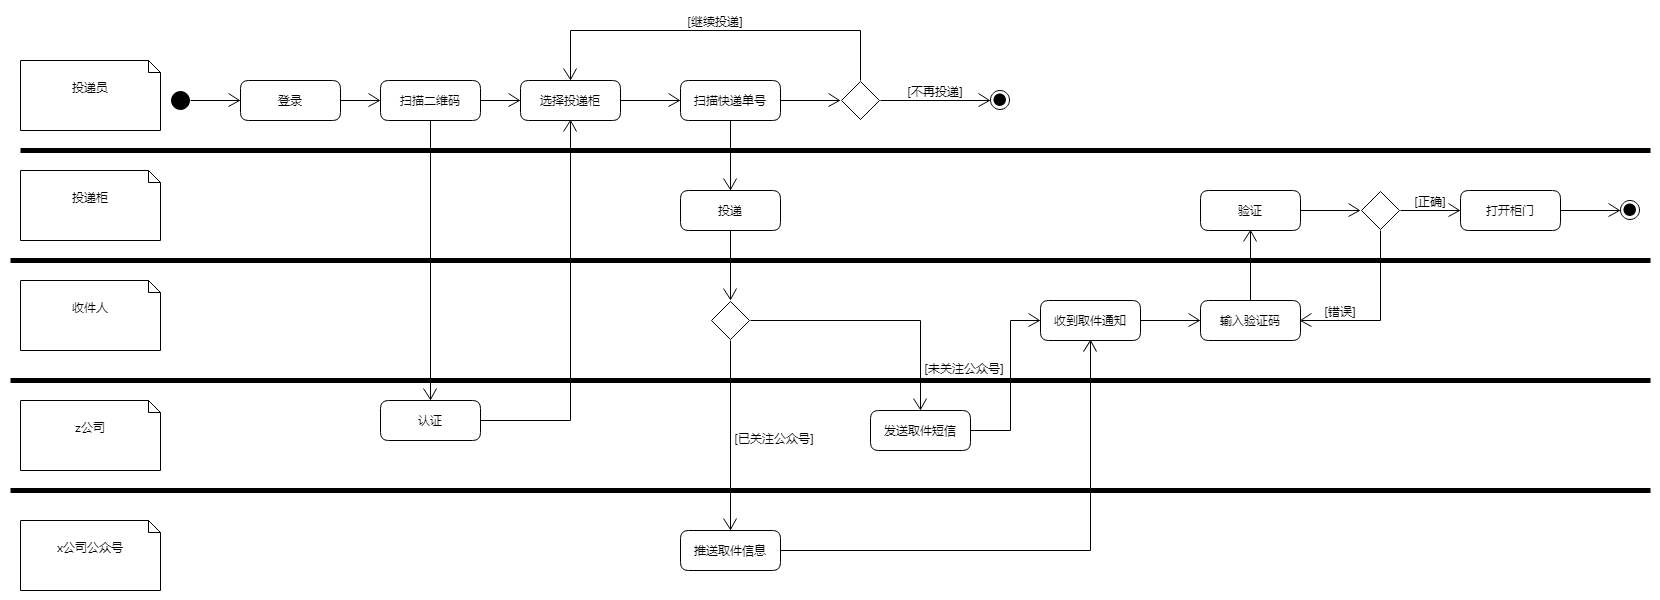 [继续投递]
投递员
登录
扫描二维码
选择投递柜
扫描快递单号
[不再投递]
投递柜
投递
验证
[正确]
打开柜门
收件人
收到取件通知
输入验证码
[错误]
[未关注公众号]
z公司
认证
发送取件短信
[已关注公众号]
x公司公众号
推送取件信息